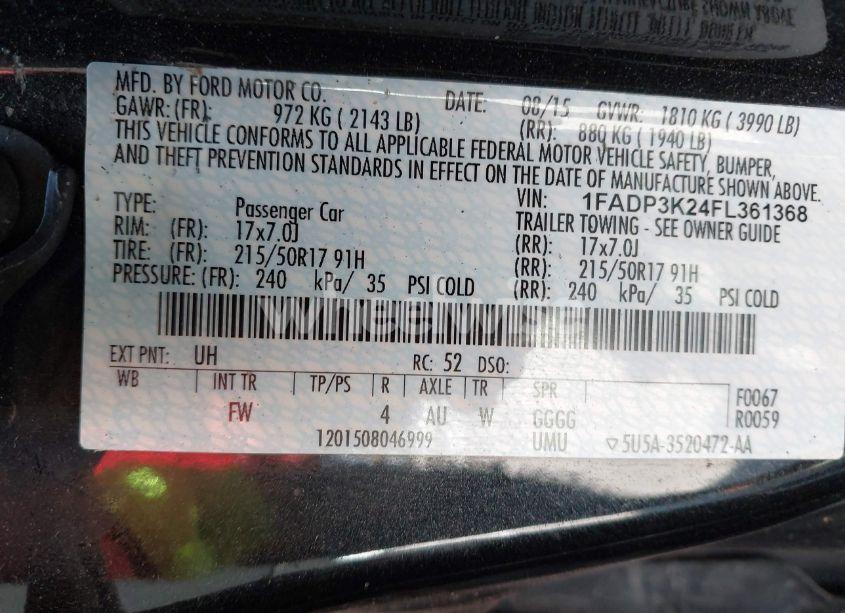 MFD. BY FORD MOTOR CO. DATE: 08/15 GVWR: 1810 KG ( 3990 LB)
GAWR: (FR): 972 KG ( 2143 LB) (RR): 880 KG ( 1940 LB)
THIS VEHICLE CONFORMS TO ALL APPLICABLE FEDERAL MOTOR VEHICLE SAFETY, BUMPER,
AND THEFT PREVENTION STANDARDS IN EFFECT ON THE DATE OF MANUFACTURE SHOWN ABOVE.
VIN: 1FADP3K24FL361368
TYPE: Passenger Car TRAILER TOWING - SEE OWNER GUIDE
RIM: (FR): 17x7.0J (RR): 17x7.0J
TIRE: (FR): 215/50R17 91H (RR): 215/50R17 91H
PRESSURE: (FR): 240 kPa/ 35 PSI COLD (RR): 240 kPa/ 35 PSI COLD
Wheelwise
EXT PNT: UH RC: 52 DSO:
WB INT TR TP/PS R AXLE TR SPR F0067
FW 4 AU W GGGG R0059
1201508046999 UMU ▽5U5A-3520472-AA